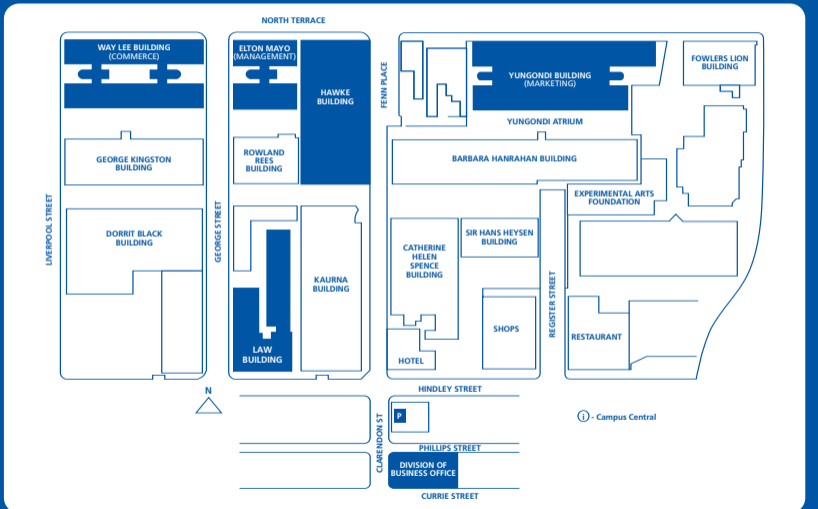 NORTH TERRACE
WAY LEE BUILDING
(COMMERCE)
ELTON MAYO
(MANAGEMENT)
HAWKE
BUILDING
FENN PLACE
YUNGONDI BUILDING
(MARKETING)
FOWLERS LION
BUILDING
YUNGONDI ATRIUM
GEORGE KINGSTON
BUILDING
ROWLAND
REES
BUILDING
BARBARA HANRAHAN BUILDING
EXPERIMENTAL ARTS
FOUNDATION
LIVERPOOL STREET
DORRIT BLACK
BUILDING
GEORGE STREET
KAURNA
BUILDING
CATHERINE
HELEN
SPENCE
BUILDING
SIR HANS HEYSEN
BUILDING
REGISTER STREET
LAW
BUILDING
SHOPS
RESTAURANT
HOTEL
HINDLEY STREET
N
CLARENDON ST
P
i - Campus Central
PHILLIPS STREET
DIVISION OF
BUSINESS OFFICE
CURRIE STREET